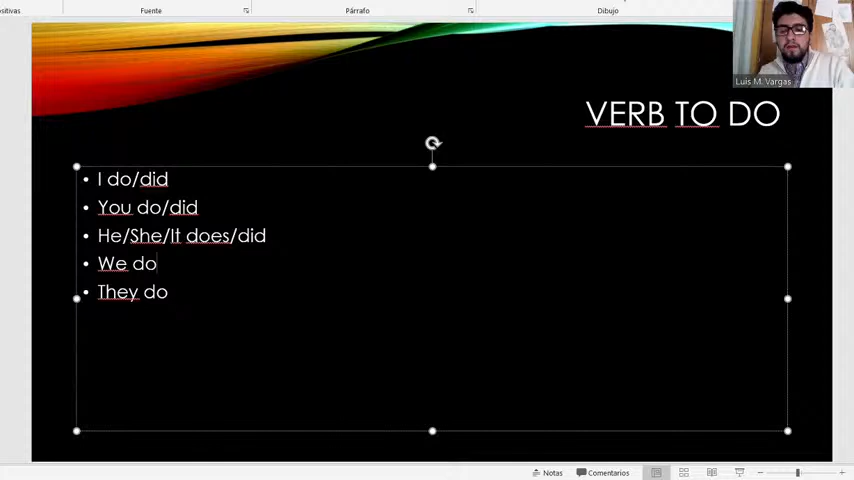 Fuente
Párrafo
Dibujo
Luis M. Vargas
VERB TO DO
• I do/did
• You do/did
• He/She/It does/did
• We do
• They do
Notas
Comentarios